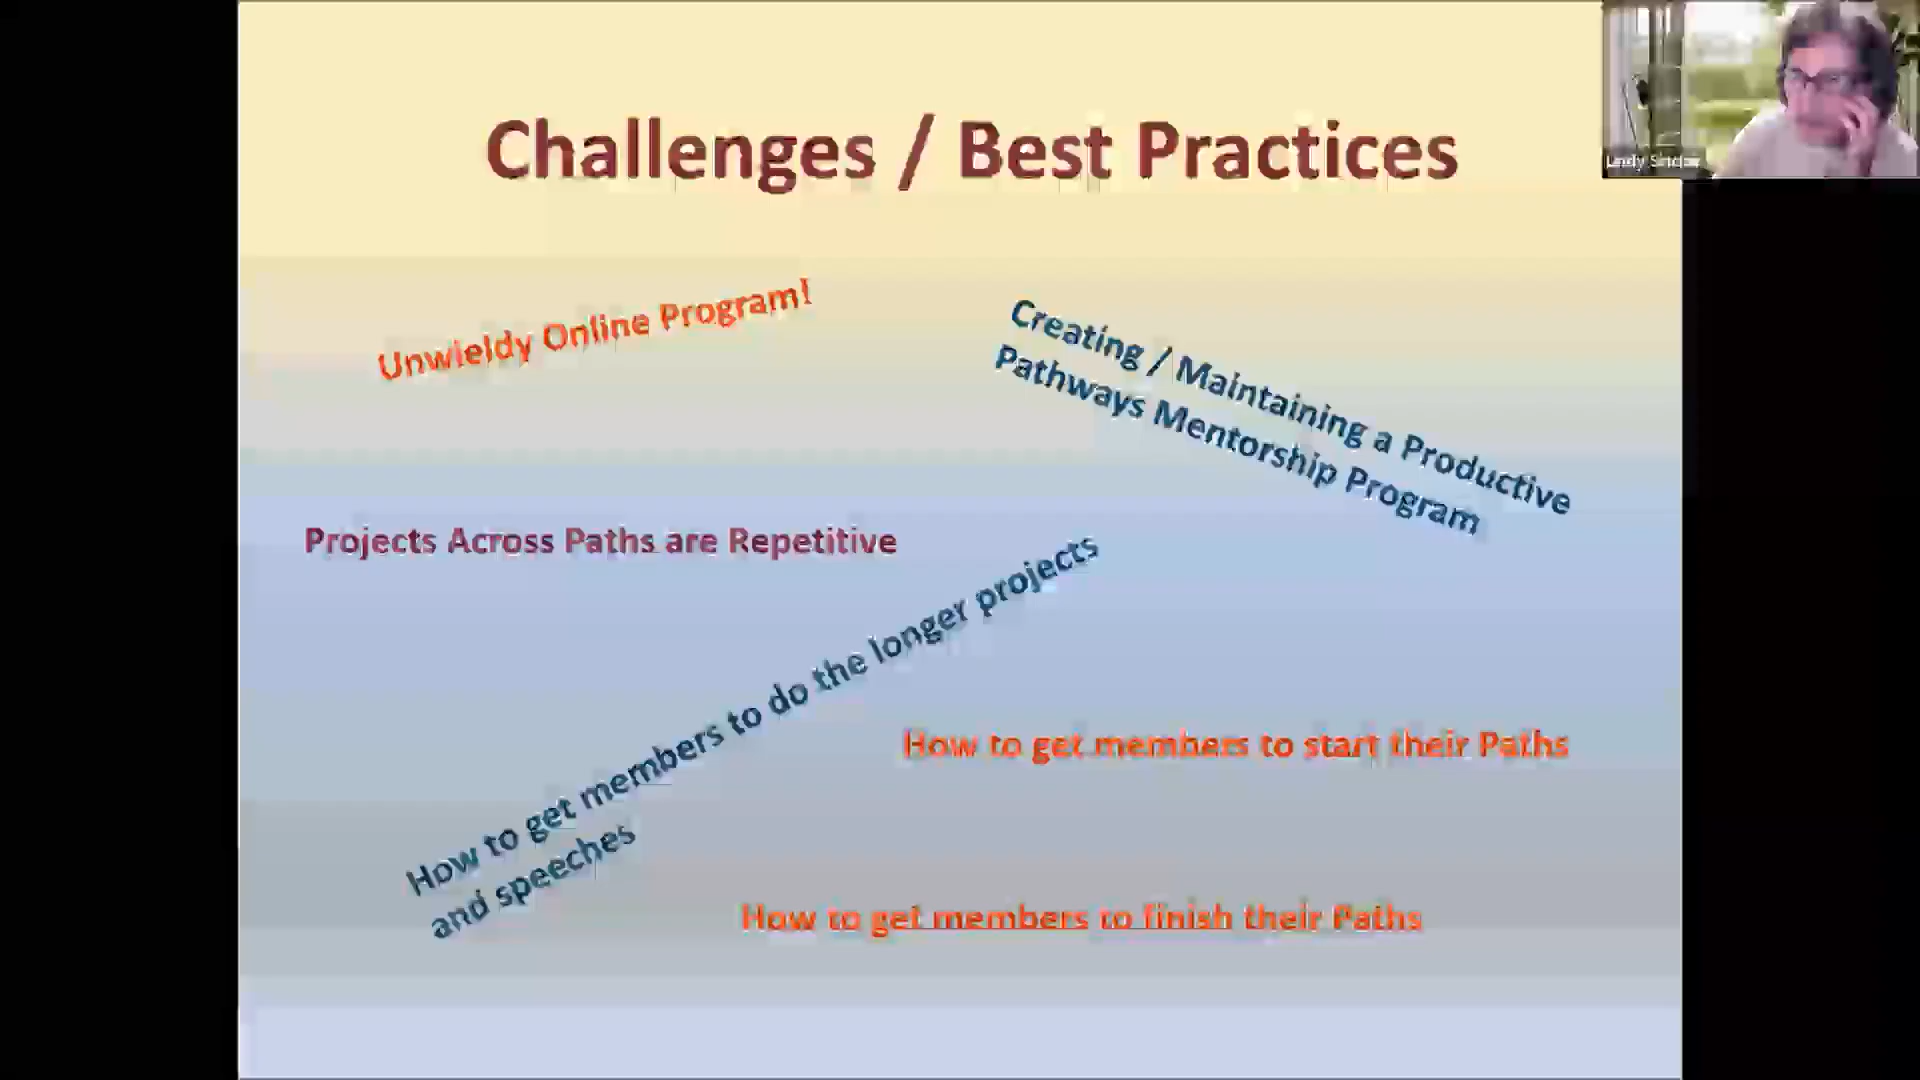 Challenges / Best Practices
Lindy Sinclair
Unwieldy Online Program!
Creating / Maintaining a Productive
Pathways Mentorship Program
Projects Across Paths are Repetitive
How to get members to do the longer projects
and speeches
How to get members to start their Paths
How to get members to finish their Paths